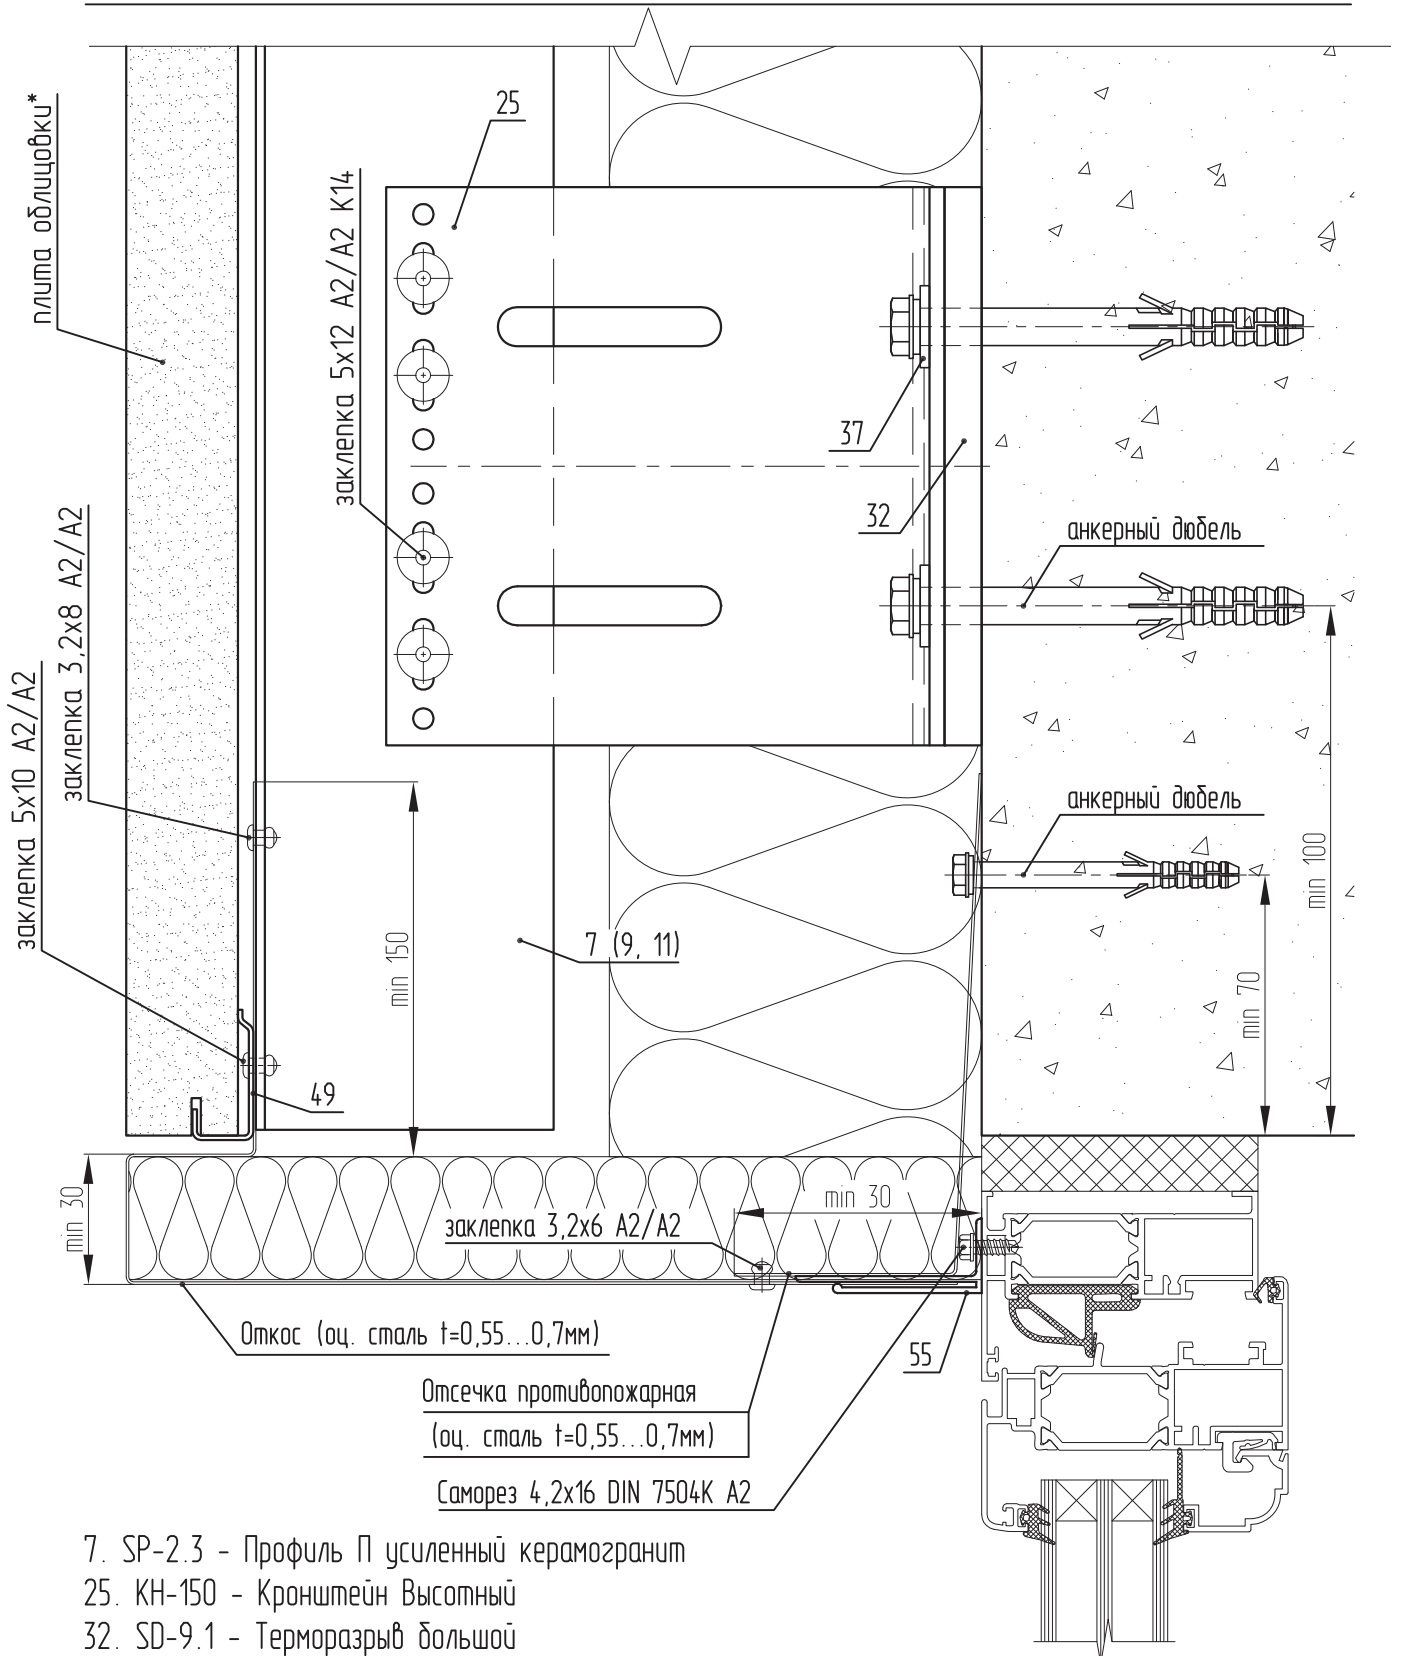 25
плита облицовки*
заклепка 5х12 А2/А2 К14
37
32
анкерный дюбель
заклепка 3,2х8 А2/А2
заклепка 5х10 А2/А2
анкерный дюбель
min 100
7 (9, 11)
min 150
min 70
49
min 30
min 30
заклепка 3,2х6 А2/А2
Откос (оц. сталь t=0,55...0,7мм)
55
Отсечка противопожарная
(оц. сталь t=0,55...0,7мм)
Саморез 4,2х16 DIN 7504K А2
7. SP-2.3 - Профиль П усиленный керамогранит
25. КН-150 - Кронштейн Высотный
32. SD-9.1 - Терморазрыв большой